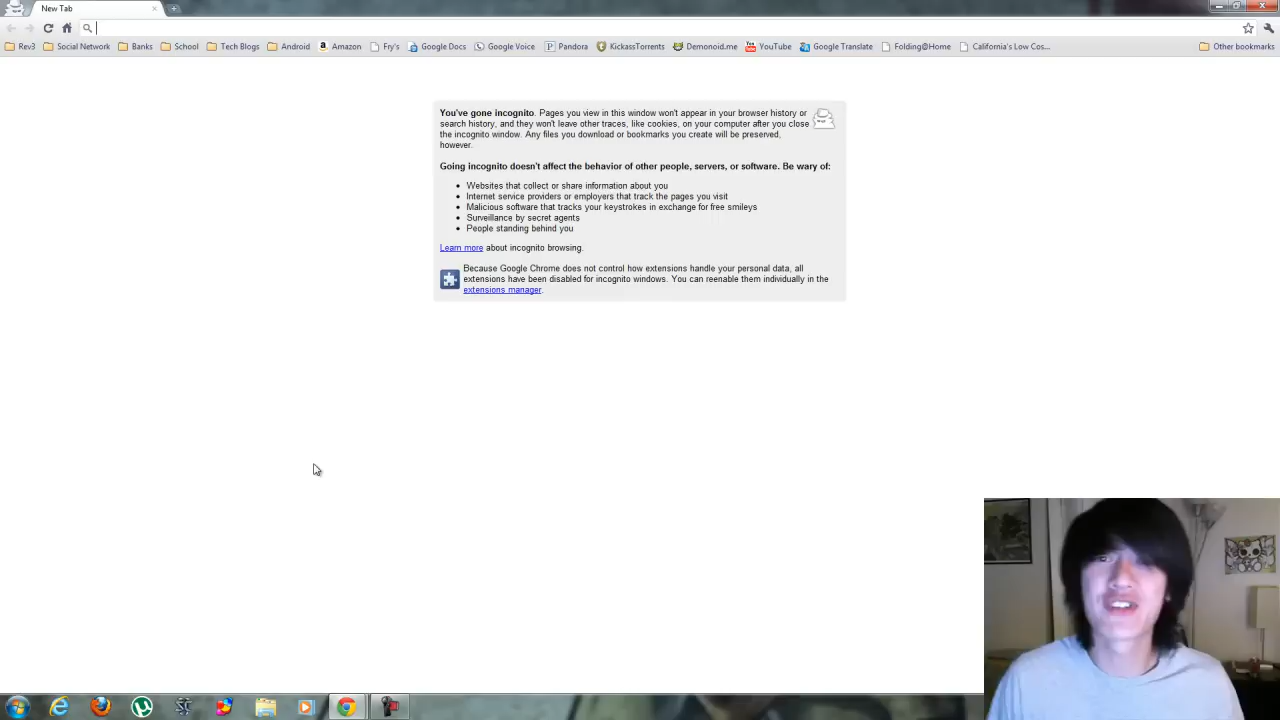 New Tab
Rev3 Social Network Banks School Tech Blogs Android Amazon Fry's Google Docs Google Voice Pandora KickassTorrents Demonoid.me YouTube Google Translate Folding@Home California's Low Cos... Other bookmarks
You've gone incognito. Pages you view in this window won't appear in your browser history or
search history, and they won't leave other traces, like cookies, on your computer after you close
the incognito window. Any files you download or bookmarks you create will be preserved,
however.
Going incognito doesn't affect the behavior of other people, servers, or software. Be wary of:
• Websites that collect or share information about you
• Internet service providers or employers that track the pages you visit
• Malicious software that tracks your keystrokes in exchange for free smileys
• Surveillance by secret agents
• People standing behind you
Learn more about incognito browsing.
Because Google Chrome does not control how extensions handle your personal data, all
extensions have been disabled for incognito windows. You can reenable them individually in the
extensions manager.